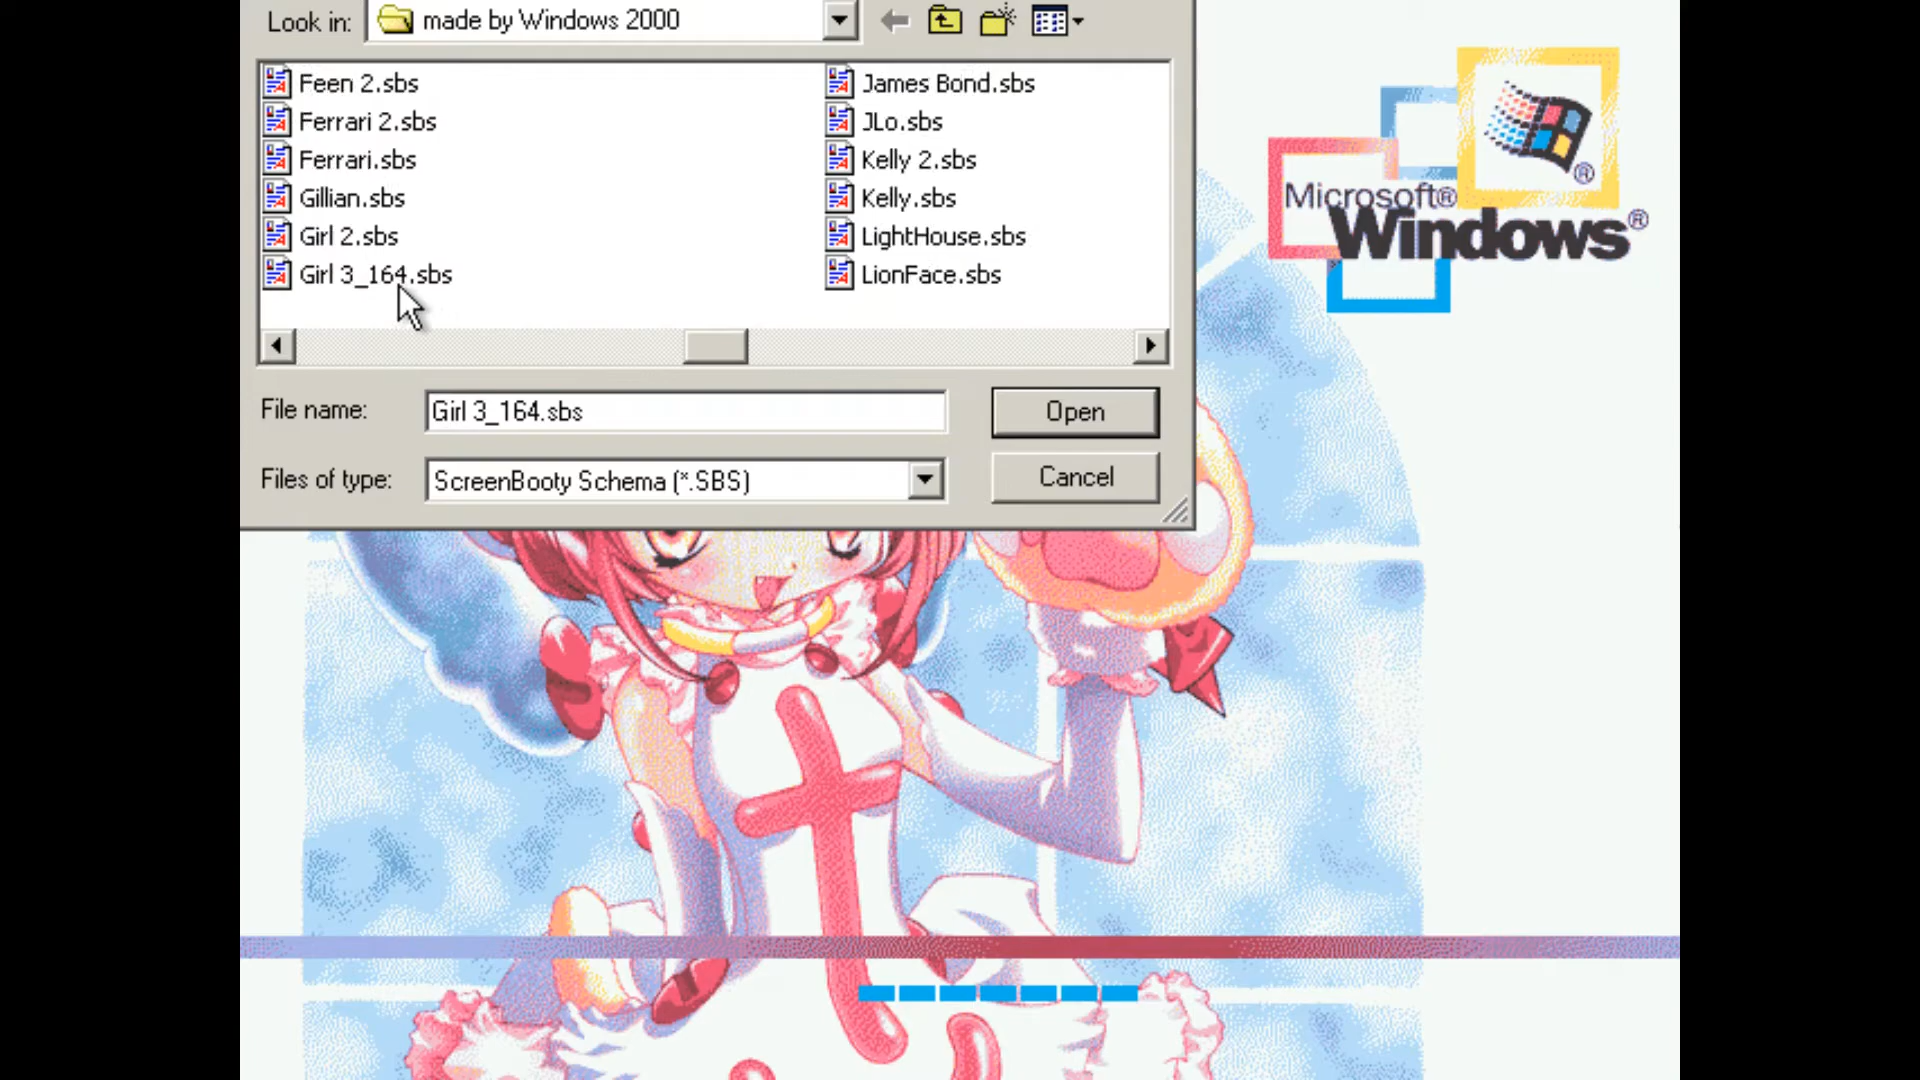 Look in: made by Windows 2000
Feen 2.sbs
Ferrari 2.sbs
Ferrari.sbs
Gillian.sbs
Girl 2.sbs
Girl 3_164.sbs
James Bond.sbs
JLo.sbs
Kelly 2.sbs
Kelly.sbs
LightHouse.sbs
LionFace.sbs
File name: Girl 3_164.sbs Open
Files of type: ScreenBooty Schema (*.SBS) Cancel
Microsoft®
Windows®